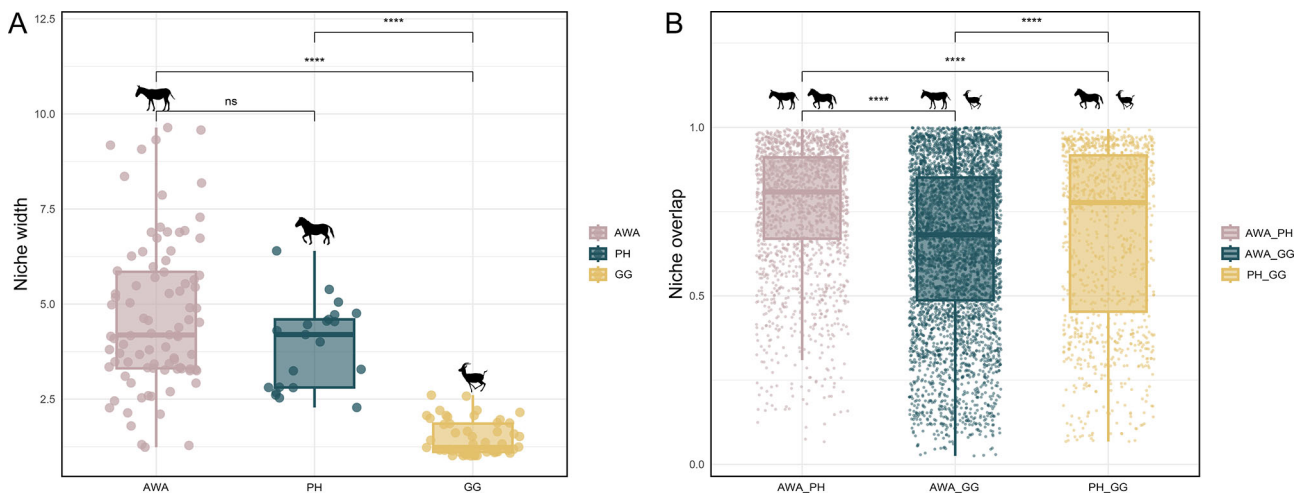 A
12.5
10.0
7.5
5.0
2.5
Niche width
****
****
ns
AWA
PH
GG
AWA
PH
GG
B
1.0
0.5
0.0
Niche overlap
****
****
****
AWA_PH
AWA_GG
PH_GG
AWA_PH
AWA_GG
PH_GG